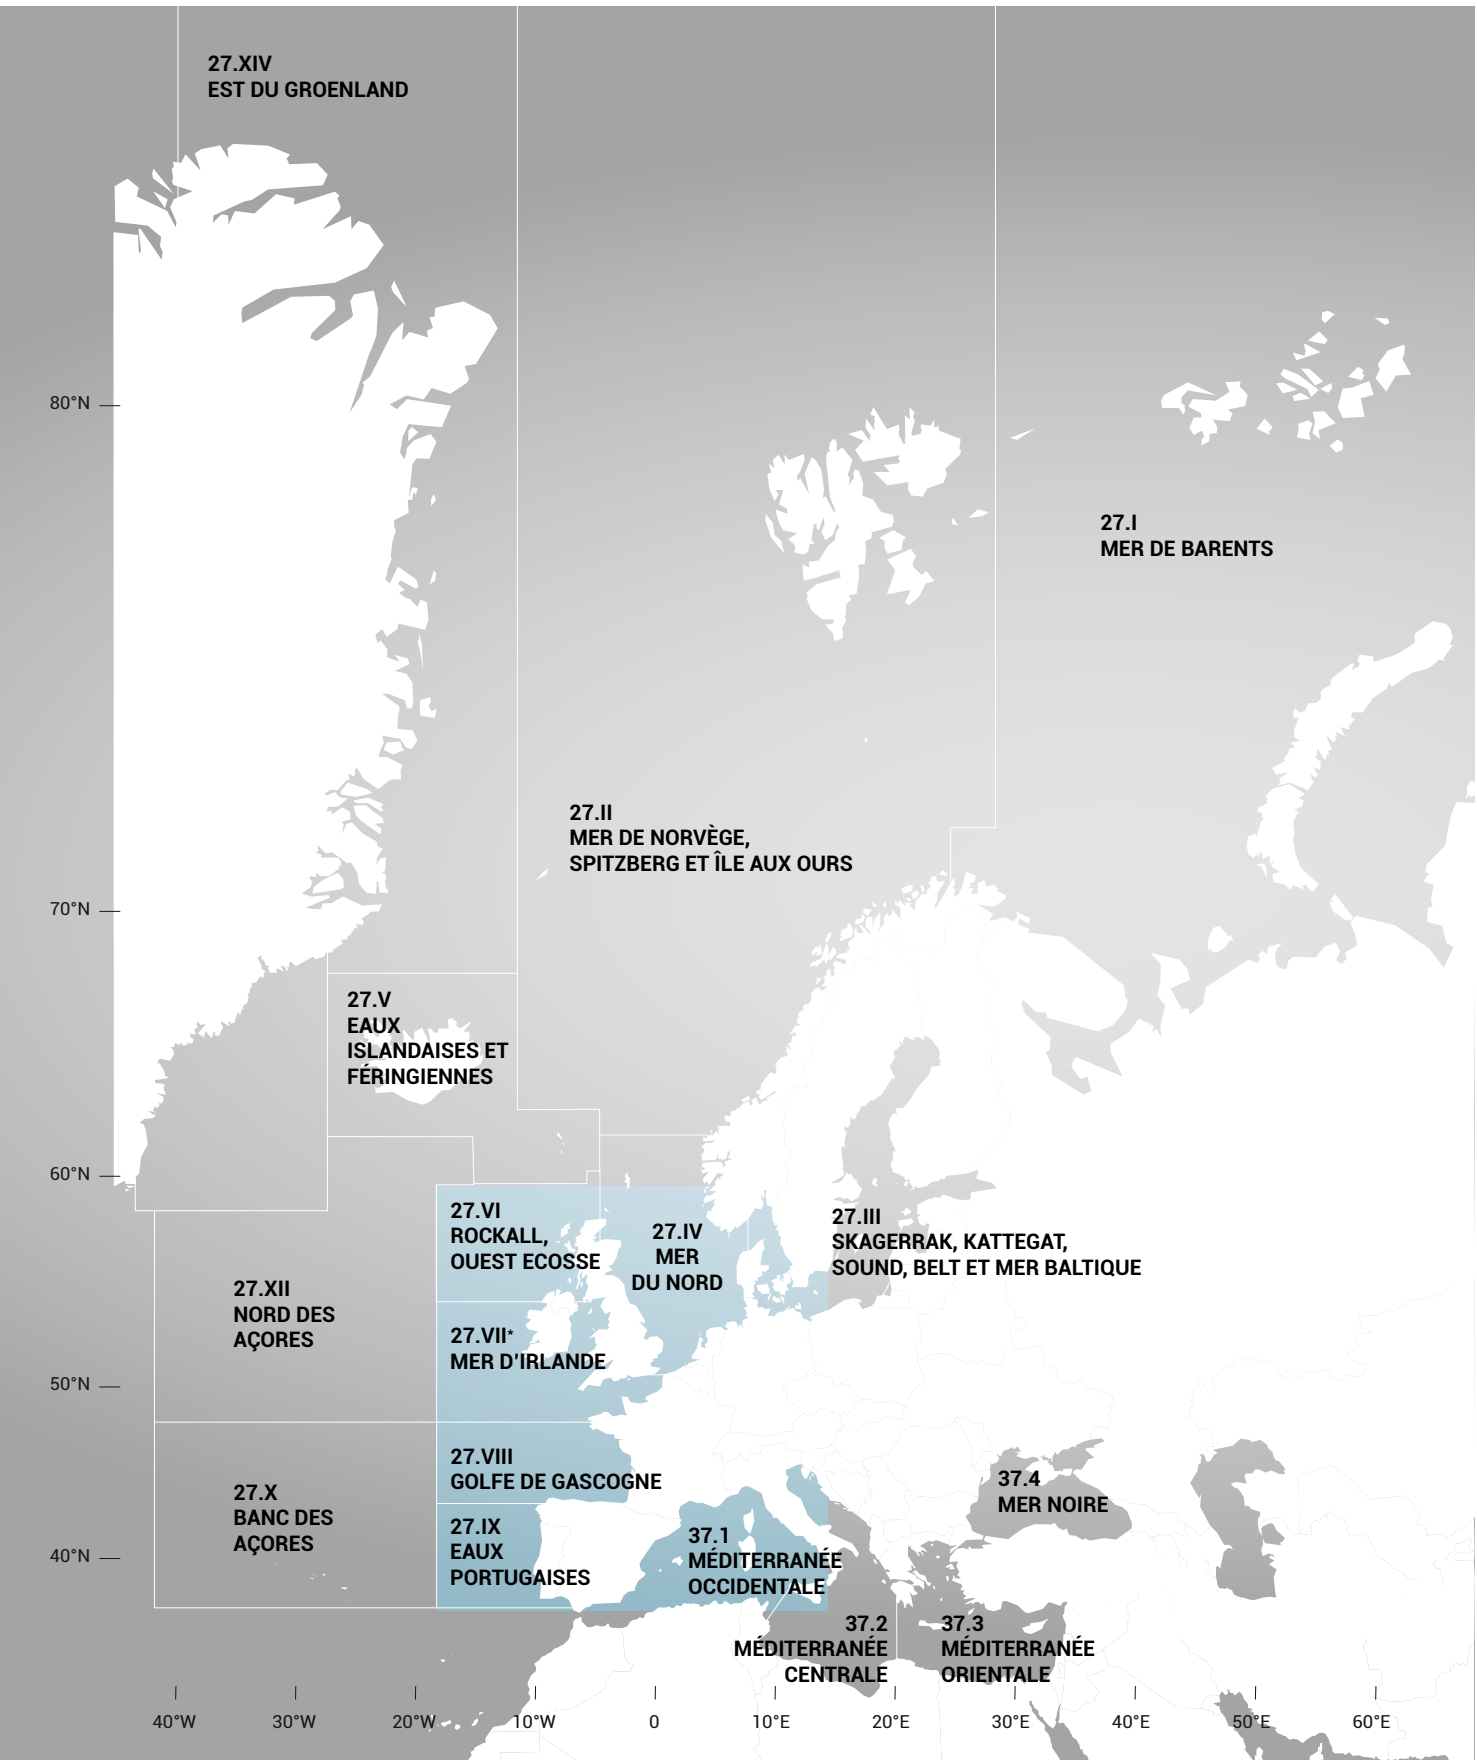 27.XIV
EST DU GROENLAND
80°N
27.I
MER DE BARENTS
27.II
MER DE NORVÈGE,
SPITZBERG ET ÎLE AUX OURS
70°N
27.V
EAUX
ISLANDAISES ET
FÉRINGIENNES
60°N
27.VI
ROCKALL,
OUEST ECOSSE
27.IV
MER
DU NORD
27.III
SKAGERRAK, KATTEGAT,
SOUND, BELT ET MER BALTIQUE
27.XII
NORD DES
AÇORES
27.VII*
MER D'IRLANDE
50°N
27.VIII
GOLFE DE GASCOGNE
37.4
MER NOIRE
27.X
BANC DES
AÇORES
27.IX
EAUX
PORTUGAISES
37.1
MÉDITERRANÉE
OCCIDENTALE
40°N
37.2
MÉDITERRANÉE
CENTRALE
37.3
MÉDITERRANÉE
ORIENTALE
40°W 30°W 20°W 10°W 0 10°E 20°E 30°E 40°E 50°E 60°E